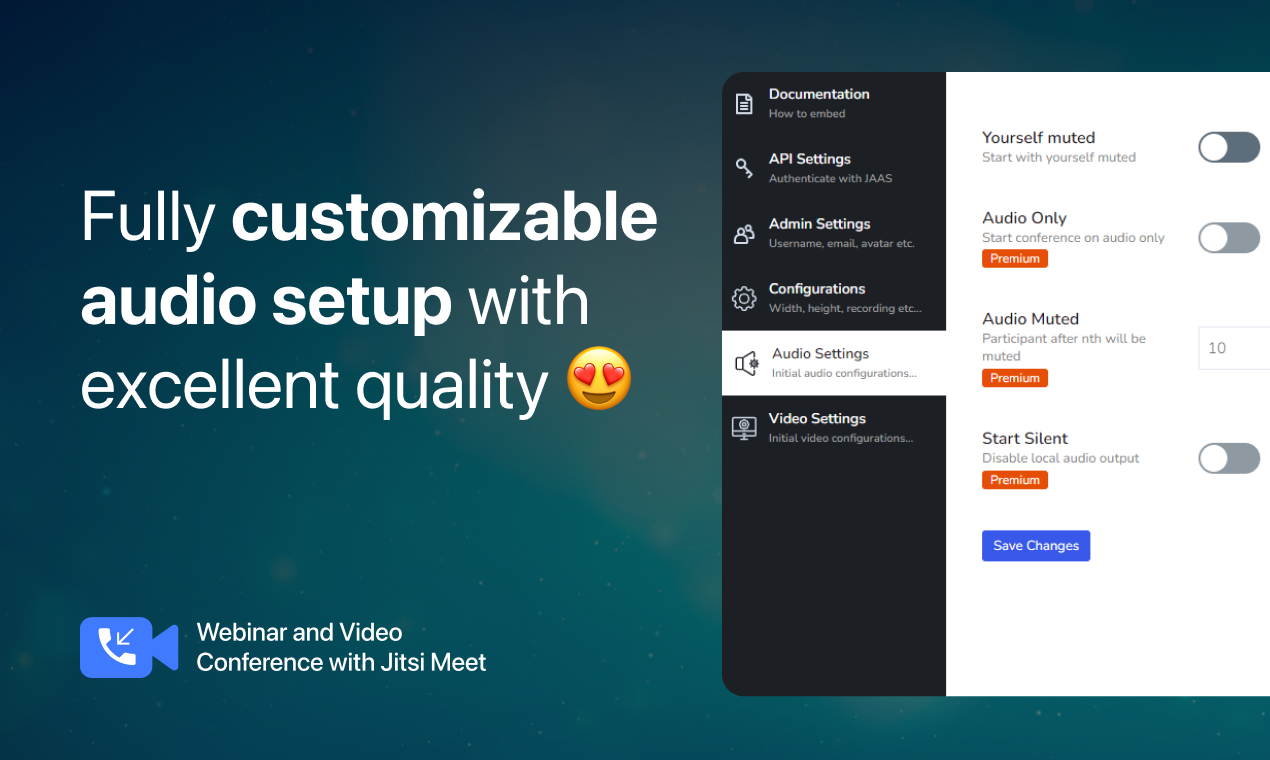 Fully customizable
audio setup with
excellent quality 😍
Webinar and Video
Conference with Jitsi Meet
Documentation
How to embed
API Settings
Authenticate with JAAS
Admin Settings
Username, email, avatar etc.
Configurations
Width, height, recording etc...
Audio Settings
Initial audio configurations...
Video Settings
Initial video configurations...
Yourself muted
Start with yourself muted
Audio Only
Start conference on audio only
Premium
Audio Muted
Participant after nth will be
muted
Premium
10
Start Silent
Disable local audio output
Premium
Save Changes